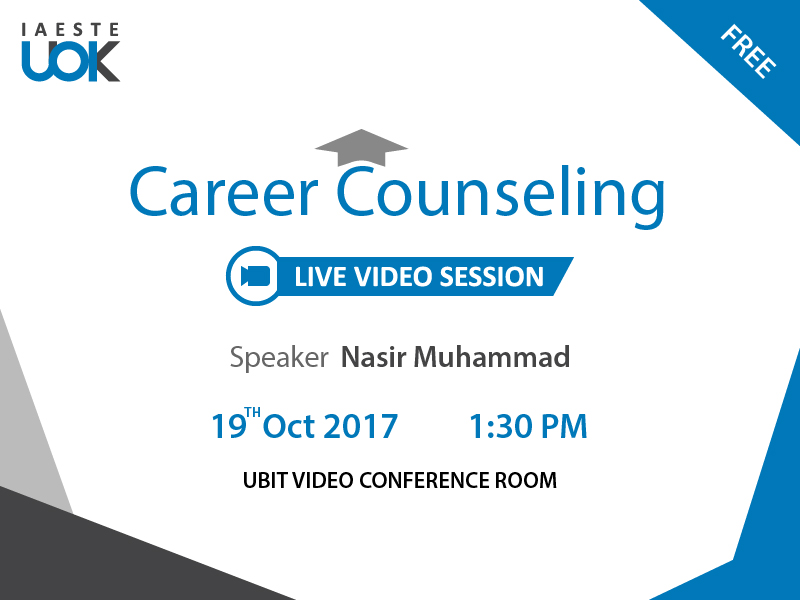 IAESTE
UOK
FREE
Career Counseling
LIVE VIDEO SESSION
Speaker Nasir Muhammad
19TH Oct 2017 1:30 PM
UBIT VIDEO CONFERENCE ROOM